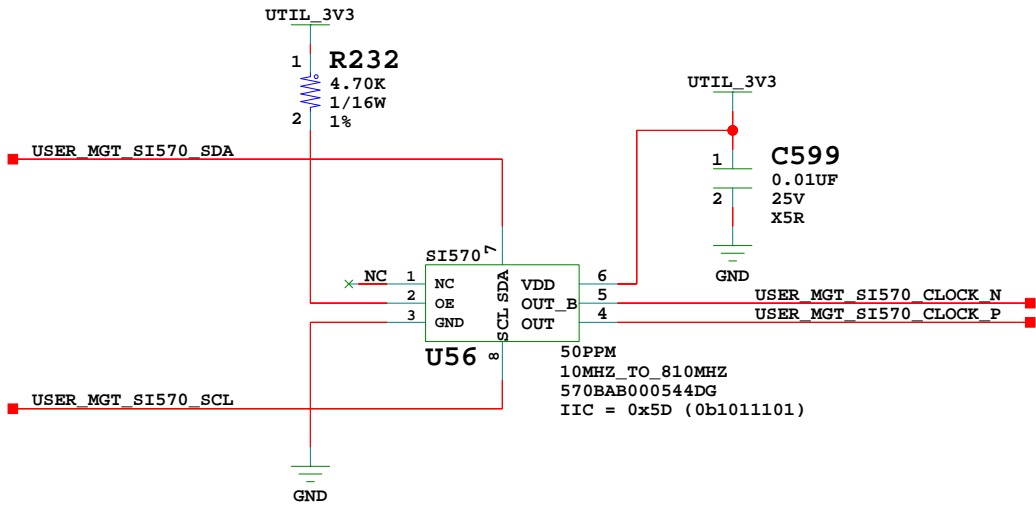 UTIL_3V3
1
R232
4.70K
1/16W
1%
2
UTIL_3V3
USER_MGT_SI570_SDA
1
C599
0.01UF
25V
X5R
2
GND
SI570
7
NC
1
NC
SDA
VDD
6
2
OE
OUT_B
5
USER_MGT_SI570_CLOCK_N
3
GND
SCL
OUT
4
USER_MGT_SI570_CLOCK_P
U56
8
50PPM
10MHZ_TO_810MHZ
570BAB000544DG
IIC = 0x5D (0b1011101)
USER_MGT_SI570_SCL
GND